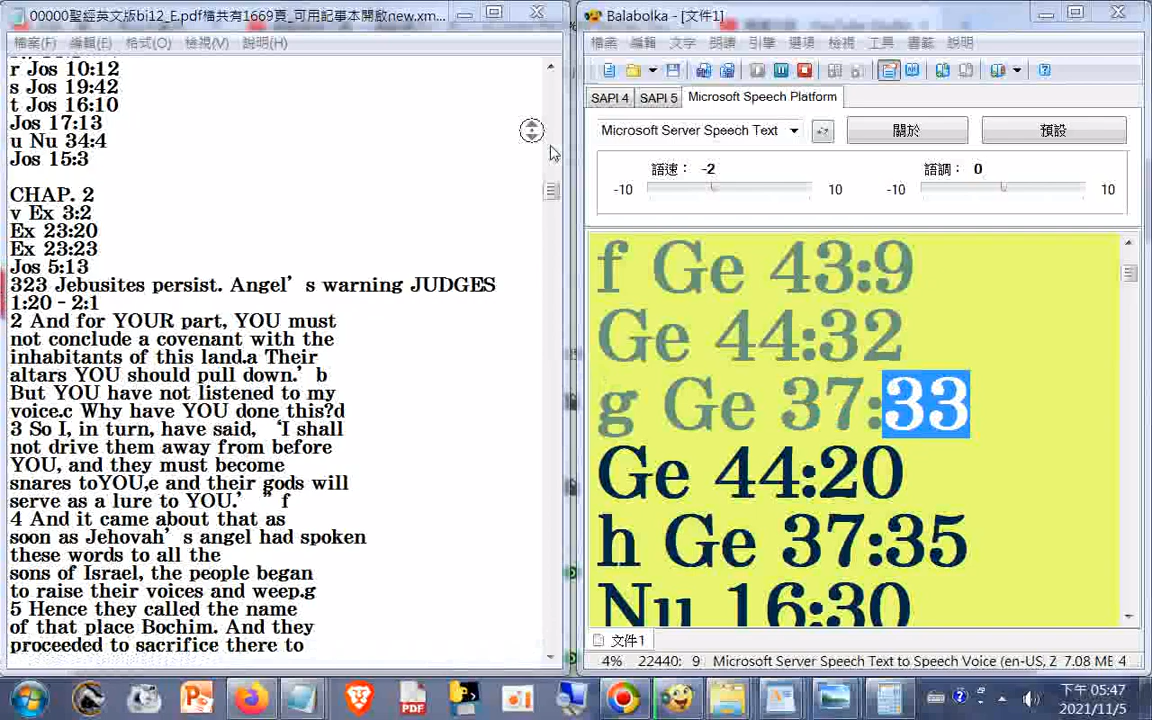 00000聖經英文版bi12_E.pdf檔共有1669頁_可用記事本開啟new.xm...
檔案(F) 編輯(E) 格式(O) 檢視(V) 說明(H)
r Jos 10:12
s Jos 19:42
t Jos 16:10
Jos 17:13
u Nu 34:4
Jos 15:3
CHAP. 2
v Ex 3:2
Ex 23:20
Ex 23:23
Jos 5:13
323 Jebusites persist. Angel’s warning JUDGES
1:20–2:1
2 And for YOUR part, YOU must
not conclude a covenant with the
inhabitants of this land.a Their
altars YOU should pull down.’b
But YOU have not listened to my
voice.c Why have YOU done this?d
3 So I, in turn, have said, ‘I shall
not drive them away from before
YOU, and they must become
snares toYOU,e and their gods will
serve as a lure to YOU.’”f
4 And it came about that as
soon as Jehovah’s angel had spoken
these words to all the
sons of Israel, the people began
to raise their voices and weep.g
5 Hence they called the name
of that place Bochim. And they
proceeded to sacrifice there to
Balabolka - [文件1]
檔案 編輯 文字 朗讀 引擎 選項 檢視 工具 書籤 說明
SAPI 4 SAPI 5 Microsoft Speech Platform
Microsoft Server Speech Text 關於 預設
語速： -2 語調： 0
-10 10 -10 10
f Ge 43:9
Ge 44:32
g Ge 37:33
Ge 44:20
h Ge 37:35
Nu 16:30
文件1
4% 22440: 9 Microsoft Server Speech Text to Speech Voice (en-US, Z 7.08 ME 4
PDF
下午 05:47
2021/11/5